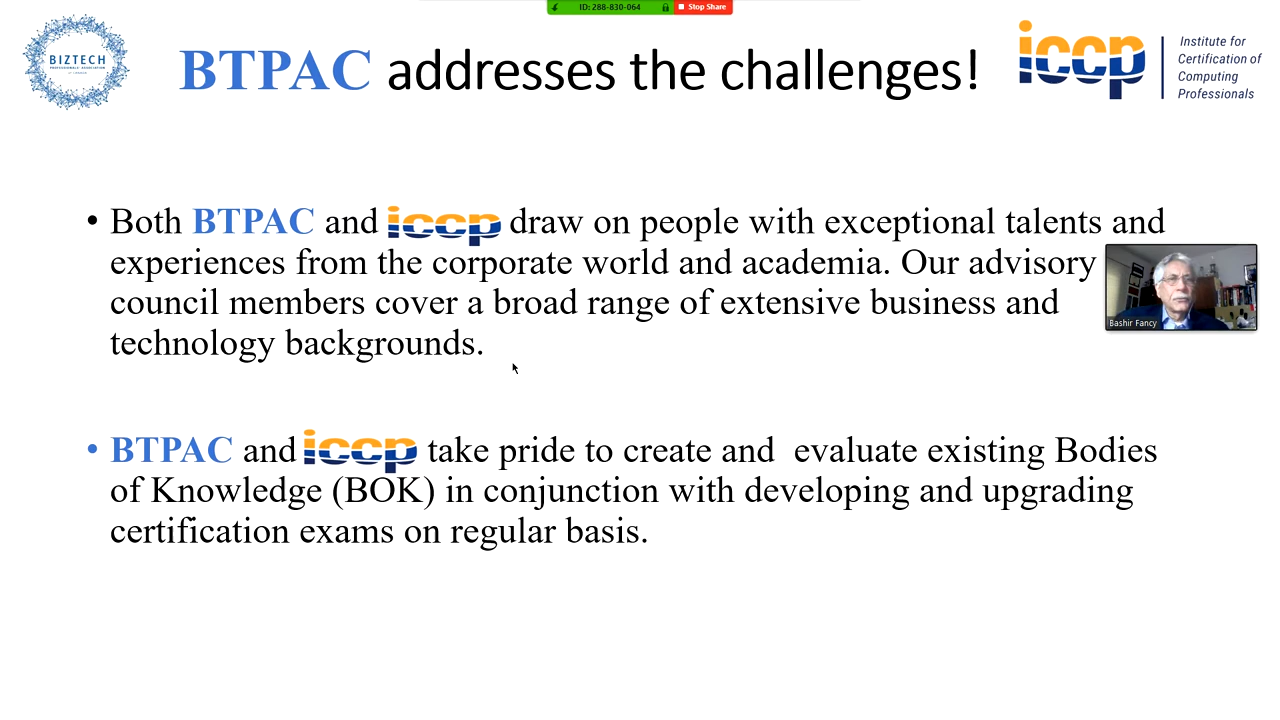 ID: 288-830-064
Stop Share
BIZTECH
BTPAC addresses the challenges!
iccp
Institute for
Certification of
Computing
Professionals
• Both BTPAC and iccp draw on people with exceptional talents and
experiences from the corporate world and academia. Our advisory
council members cover a broad range of extensive business and
technology backgrounds.
Bashir Fancy
• BTPAC and iccp take pride to create and  evaluate existing Bodies
of Knowledge (BOK) in conjunction with developing and upgrading
certification exams on regular basis.